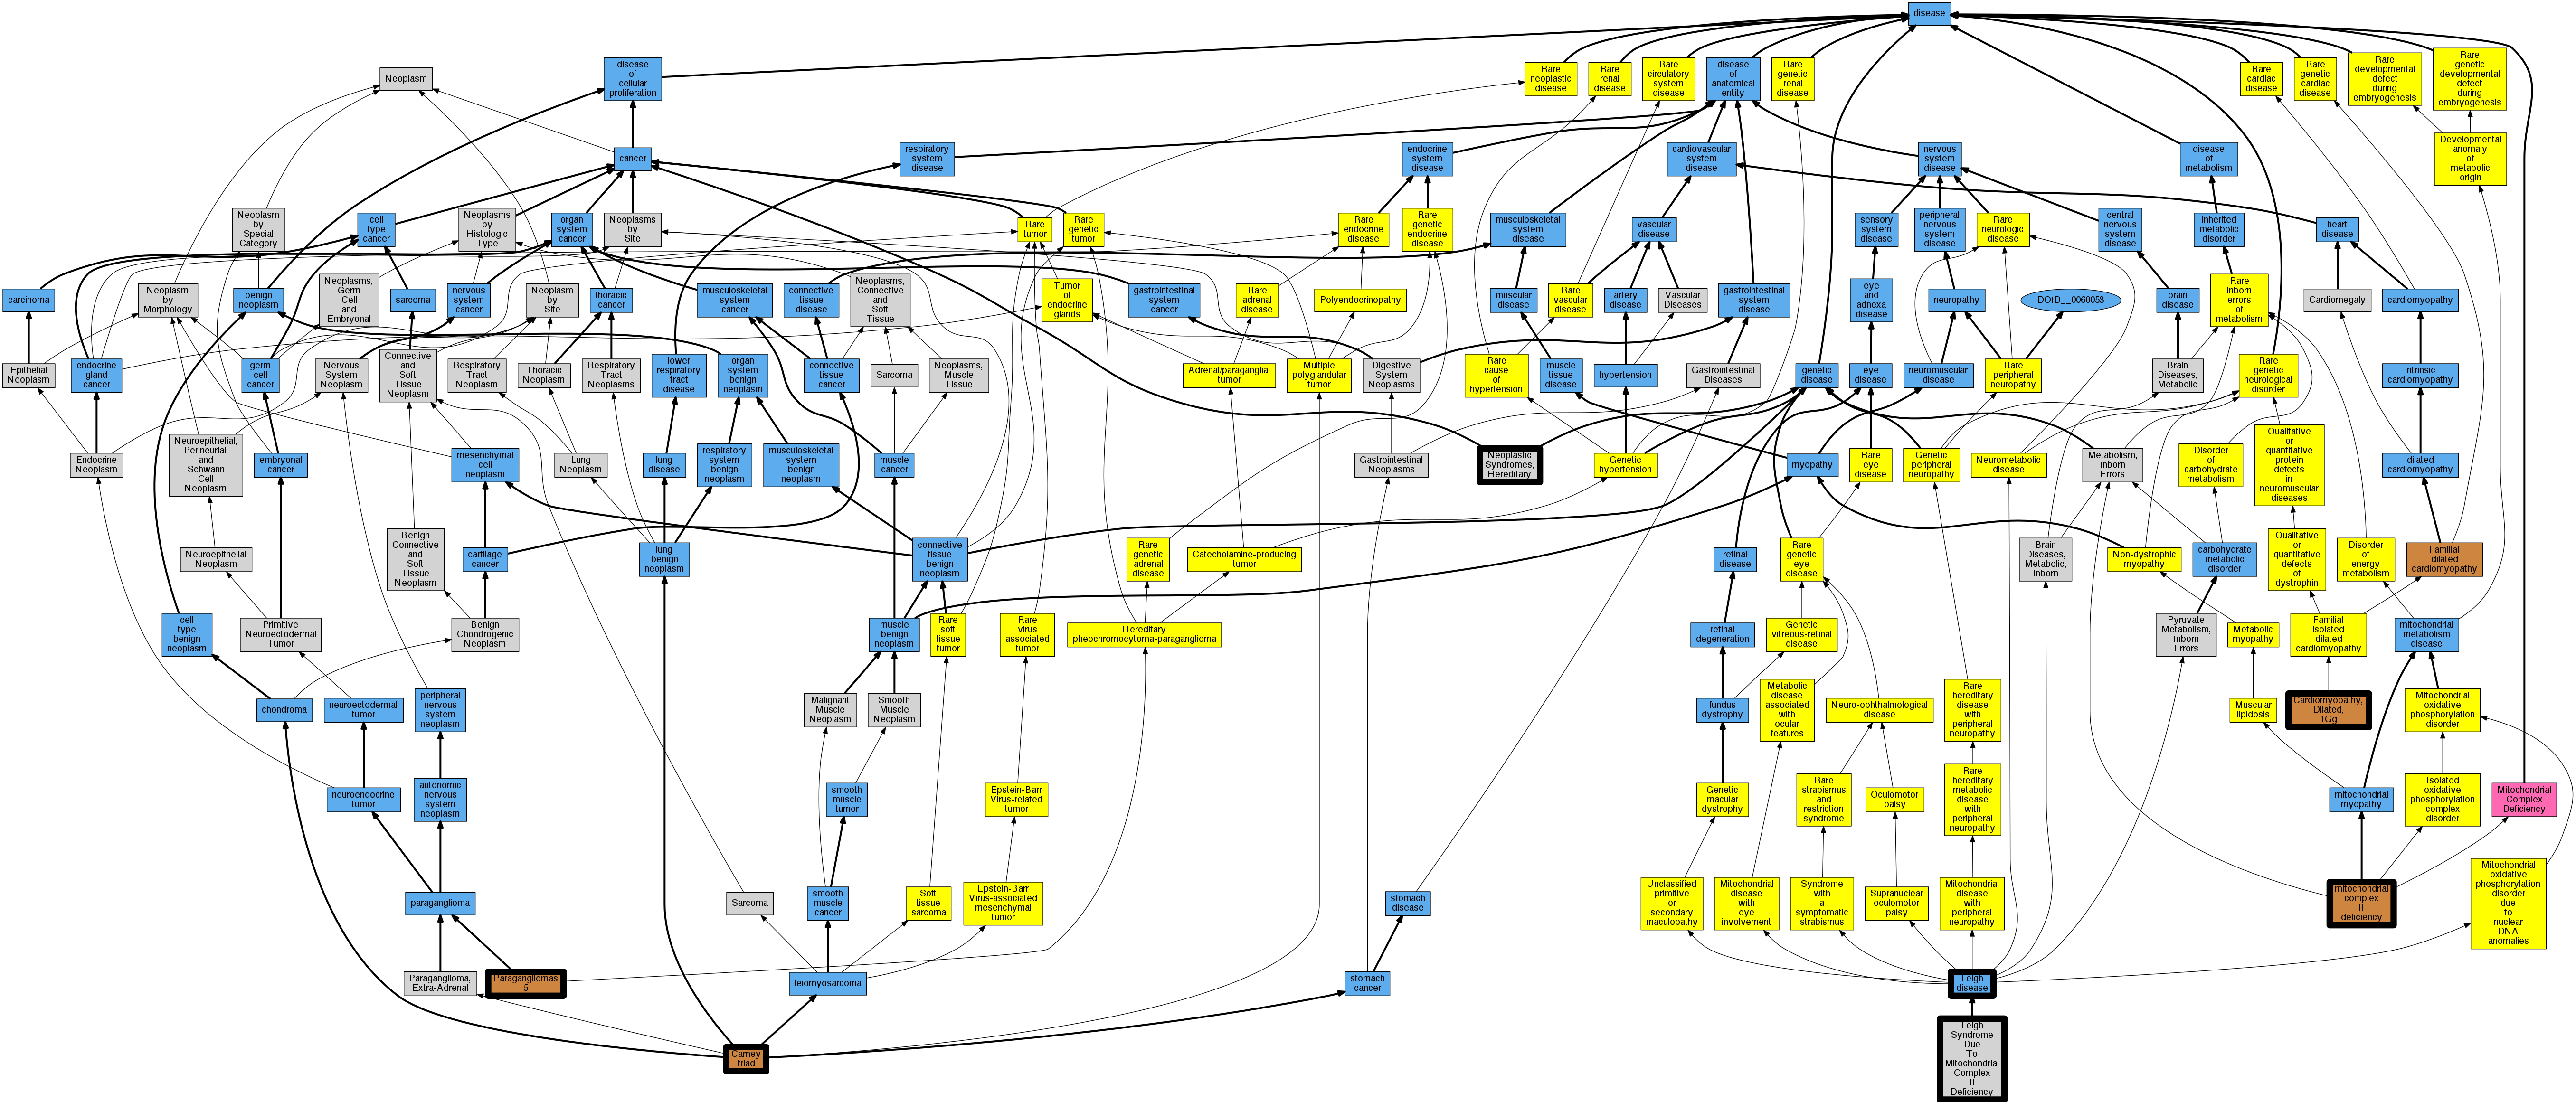 disease
Neoplasm
disease
of
cellular
proliferation
Rare
neoplastic
disease
Rare
renal
disease
Rare
circulatory
system
disease
disease
of
anatomical
entity
Rare
genetic
renal
disease
Rare
cardiac
disease
Rare
genetic
cardiac
disease
Rare
developmental
defect
during
embryogenesis
Rare
genetic
developmental
defect
during
embryogenesis
cancer
respiratory
system
disease
endocrine
system
disease
cardiovascular
system
disease
nervous
system
disease
disease
of
metabolism
Developmental
anomaly
of
metabolic
origin
Neoplasm
by
Special
Category
cell
type
cancer
Neoplasms
by
Histologic
Type
organ
system
cancer
Neoplasms
by
Site
Rare
tumor
Rare
genetic
tumor
Rare
endocrine
disease
Rare
genetic
endocrine
disease
musculoskeletal
system
disease
vascular
disease
sensory
system
disease
peripheral
nervous
system
disease
Rare
neurologic
disease
central
nervous
system
disease
inherited
metabolic
disorder
heart
disease
carcinoma
Neoplasm
by
Morphology
benign
neoplasm
Neoplasms,
Germ
Cell
and
Embryonal
sarcoma
nervous
system
cancer
Neoplasm
by
Site
thoracic
cancer
musculoskeletal
system
cancer
connective
tissue
disease
Neoplasms,
Connective
and
Soft
Tissue
Tumor
of
endocrine
glands
gastrointestinal
system
cancer
Rare
adrenal
disease
Polyendocrinopathy
muscular
disease
Rare
vascular
disease
artery
disease
Vascular
Diseases
gastrointestinal
system
disease
eye
and
adnexa
disease
neuropathy
DOID__0060053
brain
disease
Rare
inborn
errors
of
metabolism
Cardiomegaly
cardiomyopathy
Epithelial
Neoplasm
endocrine
gland
cancer
germ
cell
cancer
Nervous
System
Neoplasm
Connective
and
Soft
Tissue
Neoplasm
Respiratory
Tract
Neoplasm
Thoracic
Neoplasm
Respiratory
Tract
Neoplasms
lower
respiratory
tract
disease
organ
system
benign
neoplasm
connective
tissue
cancer
Sarcoma
Neoplasms,
Muscle
Tissue
Adrenal/paraganglial
tumor
Multiple
polyglandular
tumor
Digestive
System
Neoplasms
Rare
cause
of
hypertension
muscle
tissue
disease
hypertension
Gastrointestinal
Diseases
genetic
disease
eye
disease
neuromuscular
disease
Rare
peripheral
neuropathy
Brain
Diseases,
Metabolic
Rare
genetic
neurological
disorder
intrinsic
cardiomyopathy
Endocrine
Neoplasm
Neuroepithelial,
Perineurial,
and
Schwann
Cell
Neoplasm
embryonal
cancer
mesenchymal
cell
neoplasm
Lung
Neoplasm
lung
disease
respiratory
system
benign
neoplasm
musculoskeletal
system
benign
neoplasm
muscle
cancer
Gastrointestinal
Neoplasms
Neoplastic
Syndromes,
Hereditary
Genetic
hypertension
myopathy
Rare
eye
disease
Genetic
peripheral
neuropathy
Neurometabolic
disease
Metabolism,
Inborn
Errors
Disorder
of
carbohydrate
metabolism
Qualitative
or
quantitative
protein
defects
in
neuromuscular
diseases
dilated
cardiomyopathy
Neuroepithelial
Neoplasm
Benign
Connective
and
Soft
Tissue
Neoplasm
cartilage
cancer
lung
benign
neoplasm
connective
tissue
benign
neoplasm
Rare
genetic
adrenal
disease
Catecholamine-producing
tumor
retinal
disease
Rare
genetic
eye
disease
Brain
Diseases,
Metabolic,
Inborn
Non-dystrophic
myopathy
carbohydrate
metabolic
disorder
Qualitative
or
quantitative
defects
of
dystrophin
Disorder
of
energy
metabolism
Familial
dilated
cardiomyopathy
cell
type
benign
neoplasm
Primitive
Neuroectodermal
Tumor
Benign
Chondrogenic
Neoplasm
muscle
benign
neoplasm
Rare
soft
tissue
tumor
Rare
virus
associated
tumor
Hereditary
pheochromocytoma-paraganglioma
retinal
degeneration
Genetic
vitreous-retinal
disease
Pyruvate
Metabolism,
Inborn
Errors
Metabolic
myopathy
Familial
isolated
dilated
cardiomyopathy
mitochondrial
metabolism
disease
chondroma
neuroectodermal
tumor
peripheral
nervous
system
neoplasm
Malignant
Muscle
Neoplasm
Smooth
Muscle
Neoplasm
fundus
dystrophy
Metabolic
disease
associated
with
ocular
features
Neuro-ophthalmological
disease
Rare
hereditary
disease
with
peripheral
neuropathy
Muscular
lipidosis
Cardiomyopathy,
Dilated,
1Gg
Mitochondrial
oxidative
phosphorylation
disorder
neuroendocrine
tumor
autonomic
nervous
system
neoplasm
smooth
muscle
tumor
Epstein-Barr
Virus-related
tumor
Genetic
macular
dystrophy
Rare
strabismus
and
restriction
syndrome
Oculomotor
palsy
Rare
hereditary
metabolic
disease
with
peripheral
neuropathy
mitochondrial
myopathy
Isolated
oxidative
phosphorylation
complex
disorder
Mitochondrial
Complex
Deficiency
paraganglioma
Sarcoma
smooth
muscle
cancer
Soft
tissue
sarcoma
Epstein-Barr
Virus-associated
mesenchymal
tumor
stomach
disease
Unclassified
primitive
or
secondary
maculopathy
Mitochondrial
disease
with
eye
involvement
Syndrome
with
a
symptomatic
strabismus
Supranuclear
oculomotor
palsy
Mitochondrial
disease
with
peripheral
neuropathy
mitochondrial
complex
II
deficiency
Mitochondrial
oxidative
phosphorylation
disorder
due
to
nuclear
DNA
anomalies
Paraganglioma,
Extra-Adrenal
Paragangliomas
5
leiomyosarcoma
stomach
cancer
Leigh
disease
Carney
triad
Leigh
Syndrome
Due
To
Mitochondrial
Complex
II
Deficiency